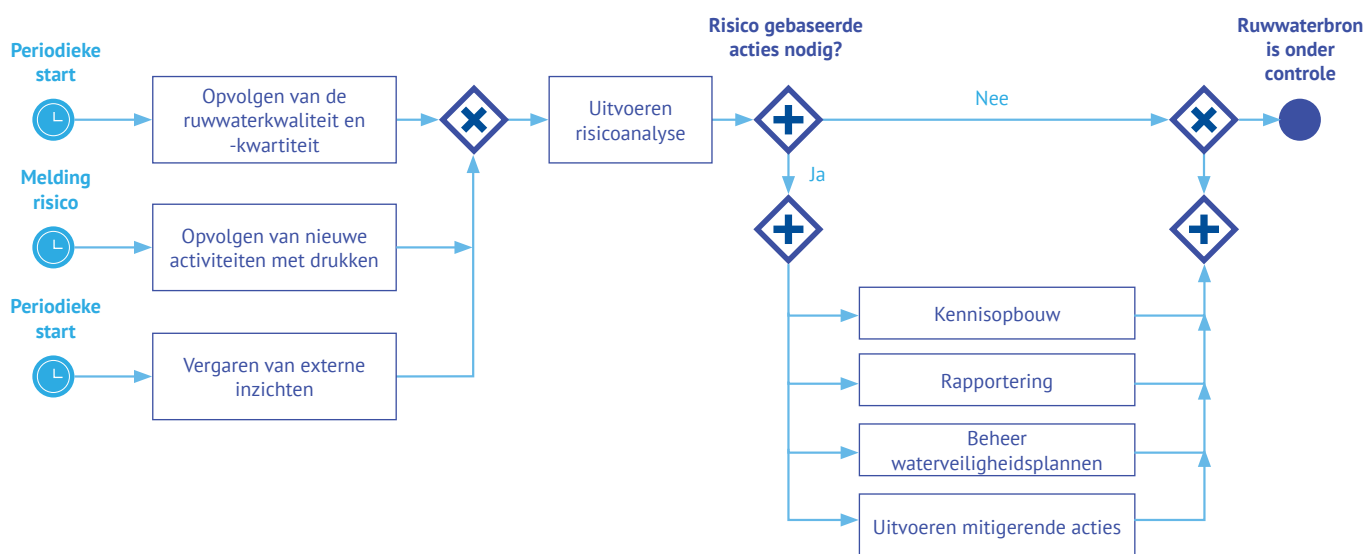 Periodieke
start
Opvolgen van de
ruwwaterkwaliteit en
-kwartiteit
Melding
risico
Opvolgen van nieuwe
activiteiten met drukken
Periodieke
start
Vergaren van externe
inzichten
Uitvoeren
risicoanalyse
Risico gebaseerde
acties nodig?
Nee
Ja
Kennisopbouw
Rapportering
Beheer
waterveiligheidsplannen
Uitvoeren mitigerende acties
Ruwwaterbron
is onder
controle